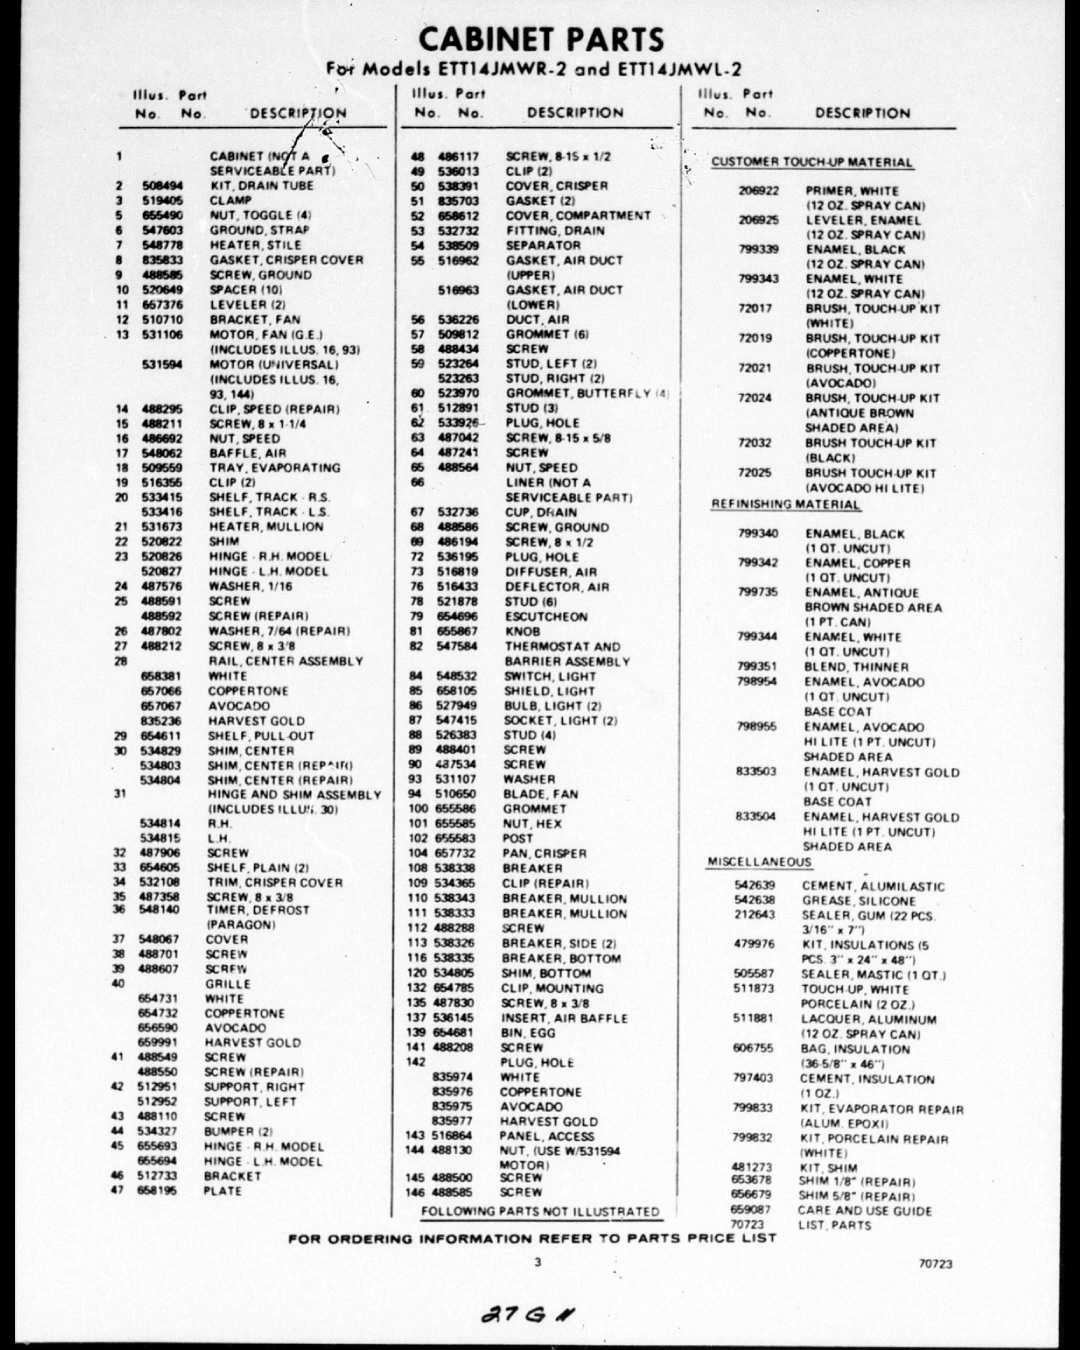 CABINET PARTS
For Models ETT14JMWR-2 and ETT14JMWL-2
Illus. Part
No. No. DESCRIPTION
1 CABINET (NOT A
SERVICEABLE PART)
2 508494 KIT, DRAIN TUBE
3 519405 CLAMP
5 655490 NUT, TOGGLE (4)
6 547603 GROUND, STRAP
7 548778 HEATER, STILE
8 835833 GASKET, CRISPER COVER
9 488585 SCREW, GROUND
10 520649 SPACER (10)
11 657376 LEVELER (2)
12 510710 BRACKET, FAN
13 531106 MOTOR, FAN (G.E.)
(INCLUDES ILLUS. 16, 93)
531594 MOTOR (UNIVERSAL)
(INCLUDES ILLUS. 16,
93, 144)
14 488295 CLIP, SPEED (REPAIR)
15 488211 SCREW, 8 x 1-1/4
16 486692 NUT, SPEED
17 548062 BAFFLE, AIR
18 509559 TRAY, EVAPORATING
19 516355 CLIP (2)
20 533415 SHELF, TRACK - R.S.
533416 SHELF, TRACK - L.S.
21 531673 HEATER, MULLION
22 520822 SHIM
23 520826 HINGE - R.H. MODEL
520827 HINGE - L.H. MODEL
24 487576 WASHER, 1/16
25 488591 SCREW
488592 SCREW (REPAIR)
26 487802 WASHER, 7/64 (REPAIR)
27 488212 SCREW, 8 x 3/8
28 RAIL, CENTER ASSEMBLY
658381 WHITE
657066 COPPERTONE
657067 AVOCADO
835236 HARVEST GOLD
29 654611 SHELF, PULL-OUT
30 534829 SHIM, CENTER
534803 SHIM, CENTER (REPAIR)
534804 SHIM, CENTER (REPAIR)
31 HINGE AND SHIM ASSEMBLY
(INCLUDES ILLUS. 30)
534814 R.H.
534815 L.H.
32 487906 SCREW
33 654605 SHELF, PLAIN (2)
34 532108 TRIM, CRISPER COVER
35 487358 SCREW, 8 x 3/8
36 548140 TIMER, DEFROST
(PARAGON)
37 548067 COVER
38 488701 SCREW
39 488607 SCREW
40 GRILLE
654731 WHITE
654732 COPPERTONE
656590 AVOCADO
659991 HARVEST GOLD
41 488549 SCREW
488550 SCREW (REPAIR)
42 512951 SUPPORT, RIGHT
512952 SUPPORT, LEFT
43 488110 SCREW
44 534327 BUMPER (2)
45 655693 HINGE - R.H. MODEL
655694 HINGE - L.H. MODEL
46 512733 BRACKET
47 658195 PLATE
Illus. Part
No. No. DESCRIPTION
48 486117 SCREW, 8-15 x 1/2
49 536013 CLIP (2)
50 538391 COVER, CRISPER
51 835703 GASKET (2)
52 658612 COVER, COMPARTMENT
53 532732 FITTING, DRAIN
54 538509 SEPARATOR
55 516962 GASKET, AIR DUCT
(UPPER)
516963 GASKET, AIR DUCT
(LOWER)
56 536226 DUCT, AIR
57 509812 GROMMET (6)
58 488434 SCREW
59 523264 STUD, LEFT (2)
523263 STUD, RIGHT (2)
60 523970 GROMMET, BUTTERFLY (4)
61 512891 STUD (3)
62 533926 PLUG, HOLE
63 487042 SCREW, 8-15 x 5/8
64 487241 SCREW
65 488564 NUT, SPEED
66 LINER (NOT A
SERVICEABLE PART)
67 532736 CUP, DRAIN
68 488586 SCREW, GROUND
69 486194 SCREW, 8 x 1/2
72 536195 PLUG, HOLE
73 516819 DIFFUSER, AIR
76 516433 DEFLECTOR, AIR
78 521878 STUD (6)
79 654696 ESCUTCHEON
81 655867 KNOB
82 547584 THERMOSTAT AND
BARRIER ASSEMBLY
84 548532 SWITCH, LIGHT
85 658105 SHIELD, LIGHT
86 527949 BULB, LIGHT (2)
87 547415 SOCKET, LIGHT (2)
88 526383 STUD (4)
89 488401 SCREW
90 487534 SCREW
93 531107 WASHER
94 510650 BLADE, FAN
100 655586 GROMMET
101 655585 NUT, HEX
102 655583 POST
104 657732 PAN, CRISPER
108 538338 BREAKER
109 534365 CLIP (REPAIR)
110 538343 BREAKER, MULLION
111 538333 BREAKER, MULLION
112 488288 SCREW
113 538326 BREAKER, SIDE (2)
116 538335 BREAKER, BOTTOM
120 534805 SHIM, BOTTOM
132 654785 CLIP, MOUNTING
135 487830 SCREW, 8 x 3/8
137 536145 INSERT, AIR BAFFLE
139 654681 BIN, EGG
141 488208 SCREW
142 PLUG, HOLE
835974 WHITE
835976 COPPERTONE
835975 AVOCADO
835977 HARVEST GOLD
143 516864 PANEL, ACCESS
144 488130 NUT, (USE W/531594
MOTOR)
145 488500 SCREW
146 488585 SCREW
FOLLOWING PARTS NOT ILLUSTRATED
Illus. Part
No. No. DESCRIPTION
CUSTOMER TOUCH-UP MATERIAL
206922 PRIMER, WHITE
(12 OZ. SPRAY CAN)
206925 LEVELER, ENAMEL
(12 OZ. SPRAY CAN)
799339 ENAMEL, BLACK
(12 OZ. SPRAY CAN)
799343 ENAMEL, WHITE
(12 OZ. SPRAY CAN)
72017 BRUSH, TOUCH-UP KIT
(WHITE)
72019 BRUSH, TOUCH-UP KIT
(COPPERTONE)
72021 BRUSH, TOUCH-UP KIT
(AVOCADO)
72024 BRUSH, TOUCH-UP KIT
(ANTIQUE BROWN
SHADED AREA)
72032 BRUSH TOUCH-UP KIT
(BLACK)
72025 BRUSH TOUCH-UP KIT
(AVOCADO HI LITE)
REFINISHING MATERIAL
799340 ENAMEL, BLACK
(1 QT. UNCUT)
799342 ENAMEL, COPPER
(1 QT. UNCUT)
799735 ENAMEL, ANTIQUE
BROWN SHADED AREA
(1 PT. CAN)
799344 ENAMEL, WHITE
(1 QT. UNCUT)
799351 BLEND, THINNER
798954 ENAMEL, AVOCADO
(1 QT. UNCUT)
BASE COAT
798955 ENAMEL, AVOCADO
HI LITE (1 PT. UNCUT)
SHADED AREA
833503 ENAMEL, HARVEST GOLD
(1 QT. UNCUT)
BASE COAT
833504 ENAMEL, HARVEST GOLD
HI LITE (1 PT. UNCUT)
SHADED AREA
MISCELLANEOUS
542639 CEMENT, ALUMILASTIC
542638 GREASE, SILICONE
212643 SEALER, GUM (22 PCS.
3/16" x 7")
479976 KIT, INSULATIONS (5
PCS. 3" x 24" x 48")
505587 SEALER, MASTIC (1 QT.)
511873 TOUCH-UP, WHITE
PORCELAIN (2 OZ.)
511881 LACQUER, ALUMINUM
(12 OZ. SPRAY CAN)
606755 BAG, INSULATION
(36-5/8" x 46")
797403 CEMENT, INSULATION
(1 OZ.)
799833 KIT, EVAPORATOR REPAIR
(ALUM. EPOXI)
799832 KIT, PORCELAIN REPAIR
(WHITE)
481273 KIT, SHIM
653678 SHIM 1/8" (REPAIR)
656679 SHIM 5/8" (REPAIR)
659087 CARE AND USE GUIDE
70723 LIST, PARTS
FOR ORDERING INFORMATION REFER TO PARTS PRICE LIST
3
70723
27 G N